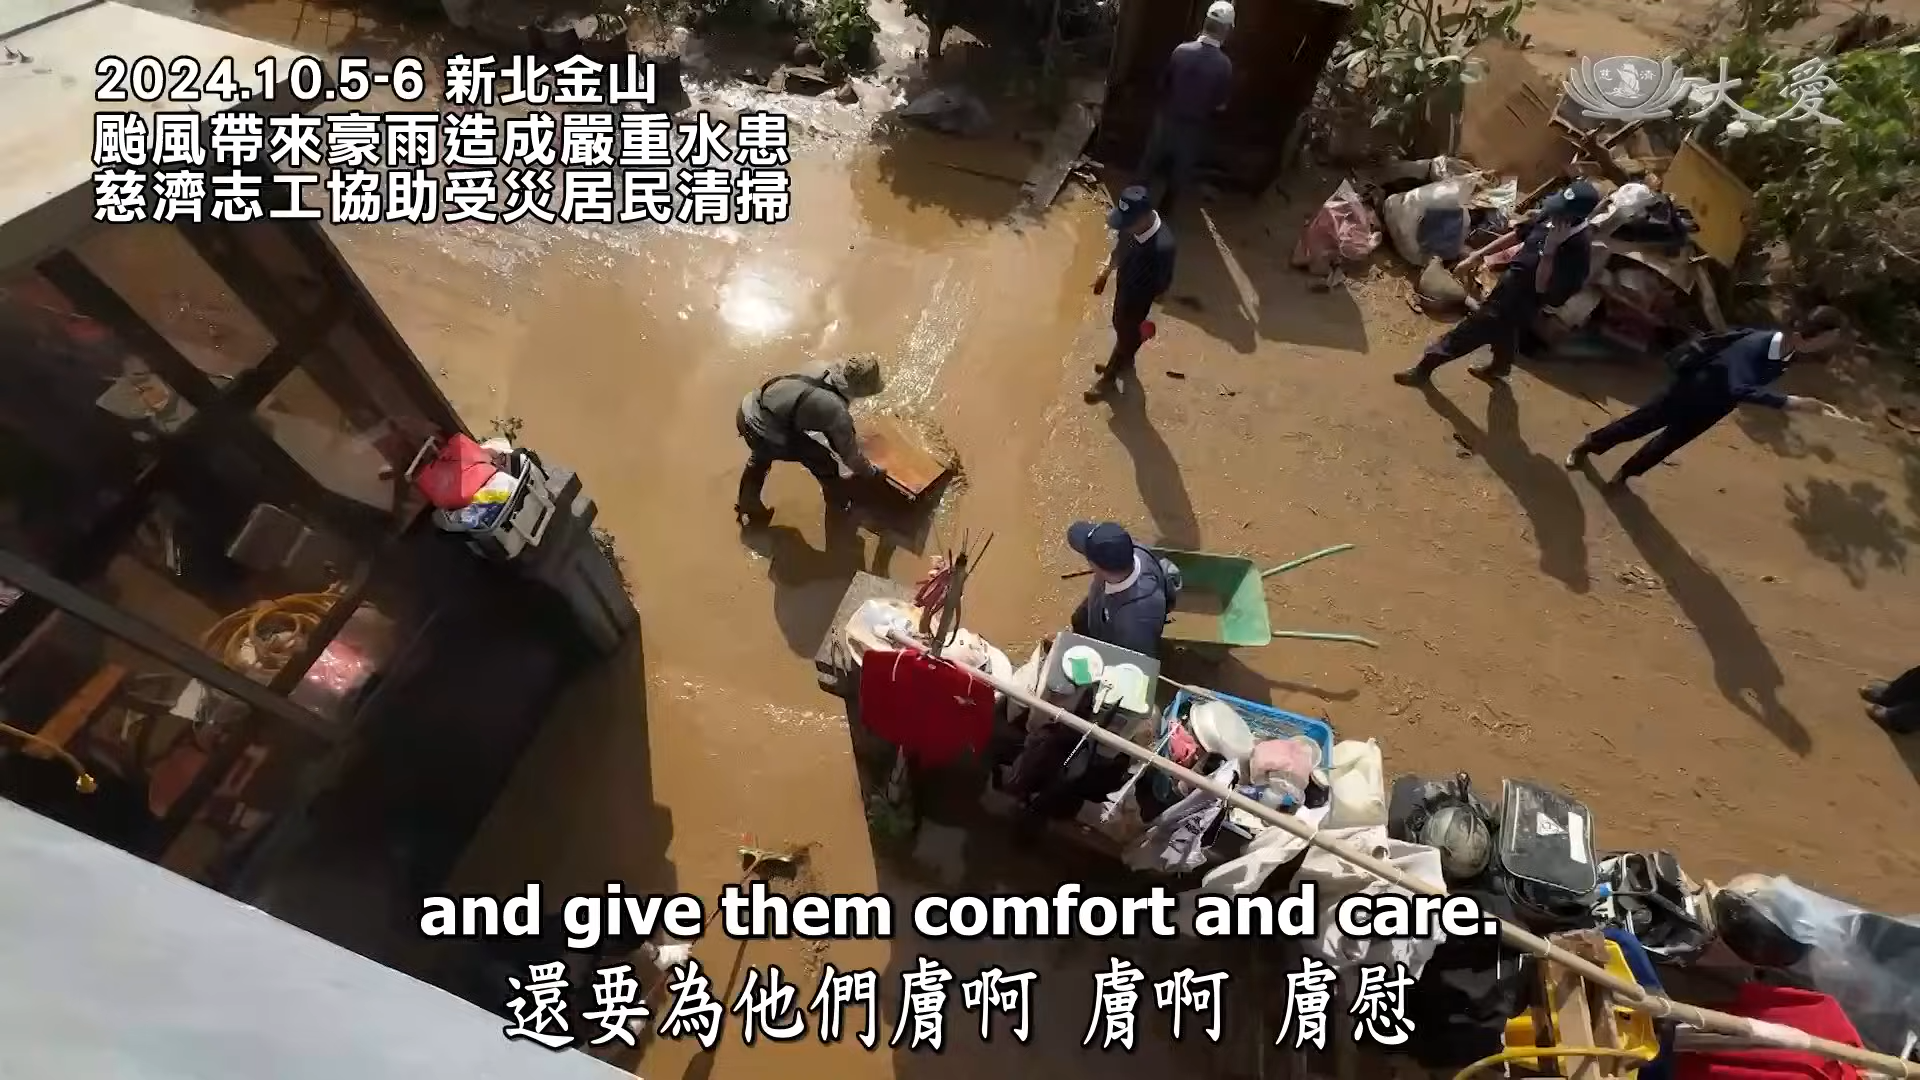 2024.10.5-6 新北金山
颱風帶來豪雨造成嚴重水患
慈濟志工協助受災居民清掃
慈濟
大愛
and give them comfort and care.
還要為他們膚啊 膚啊 膚慰